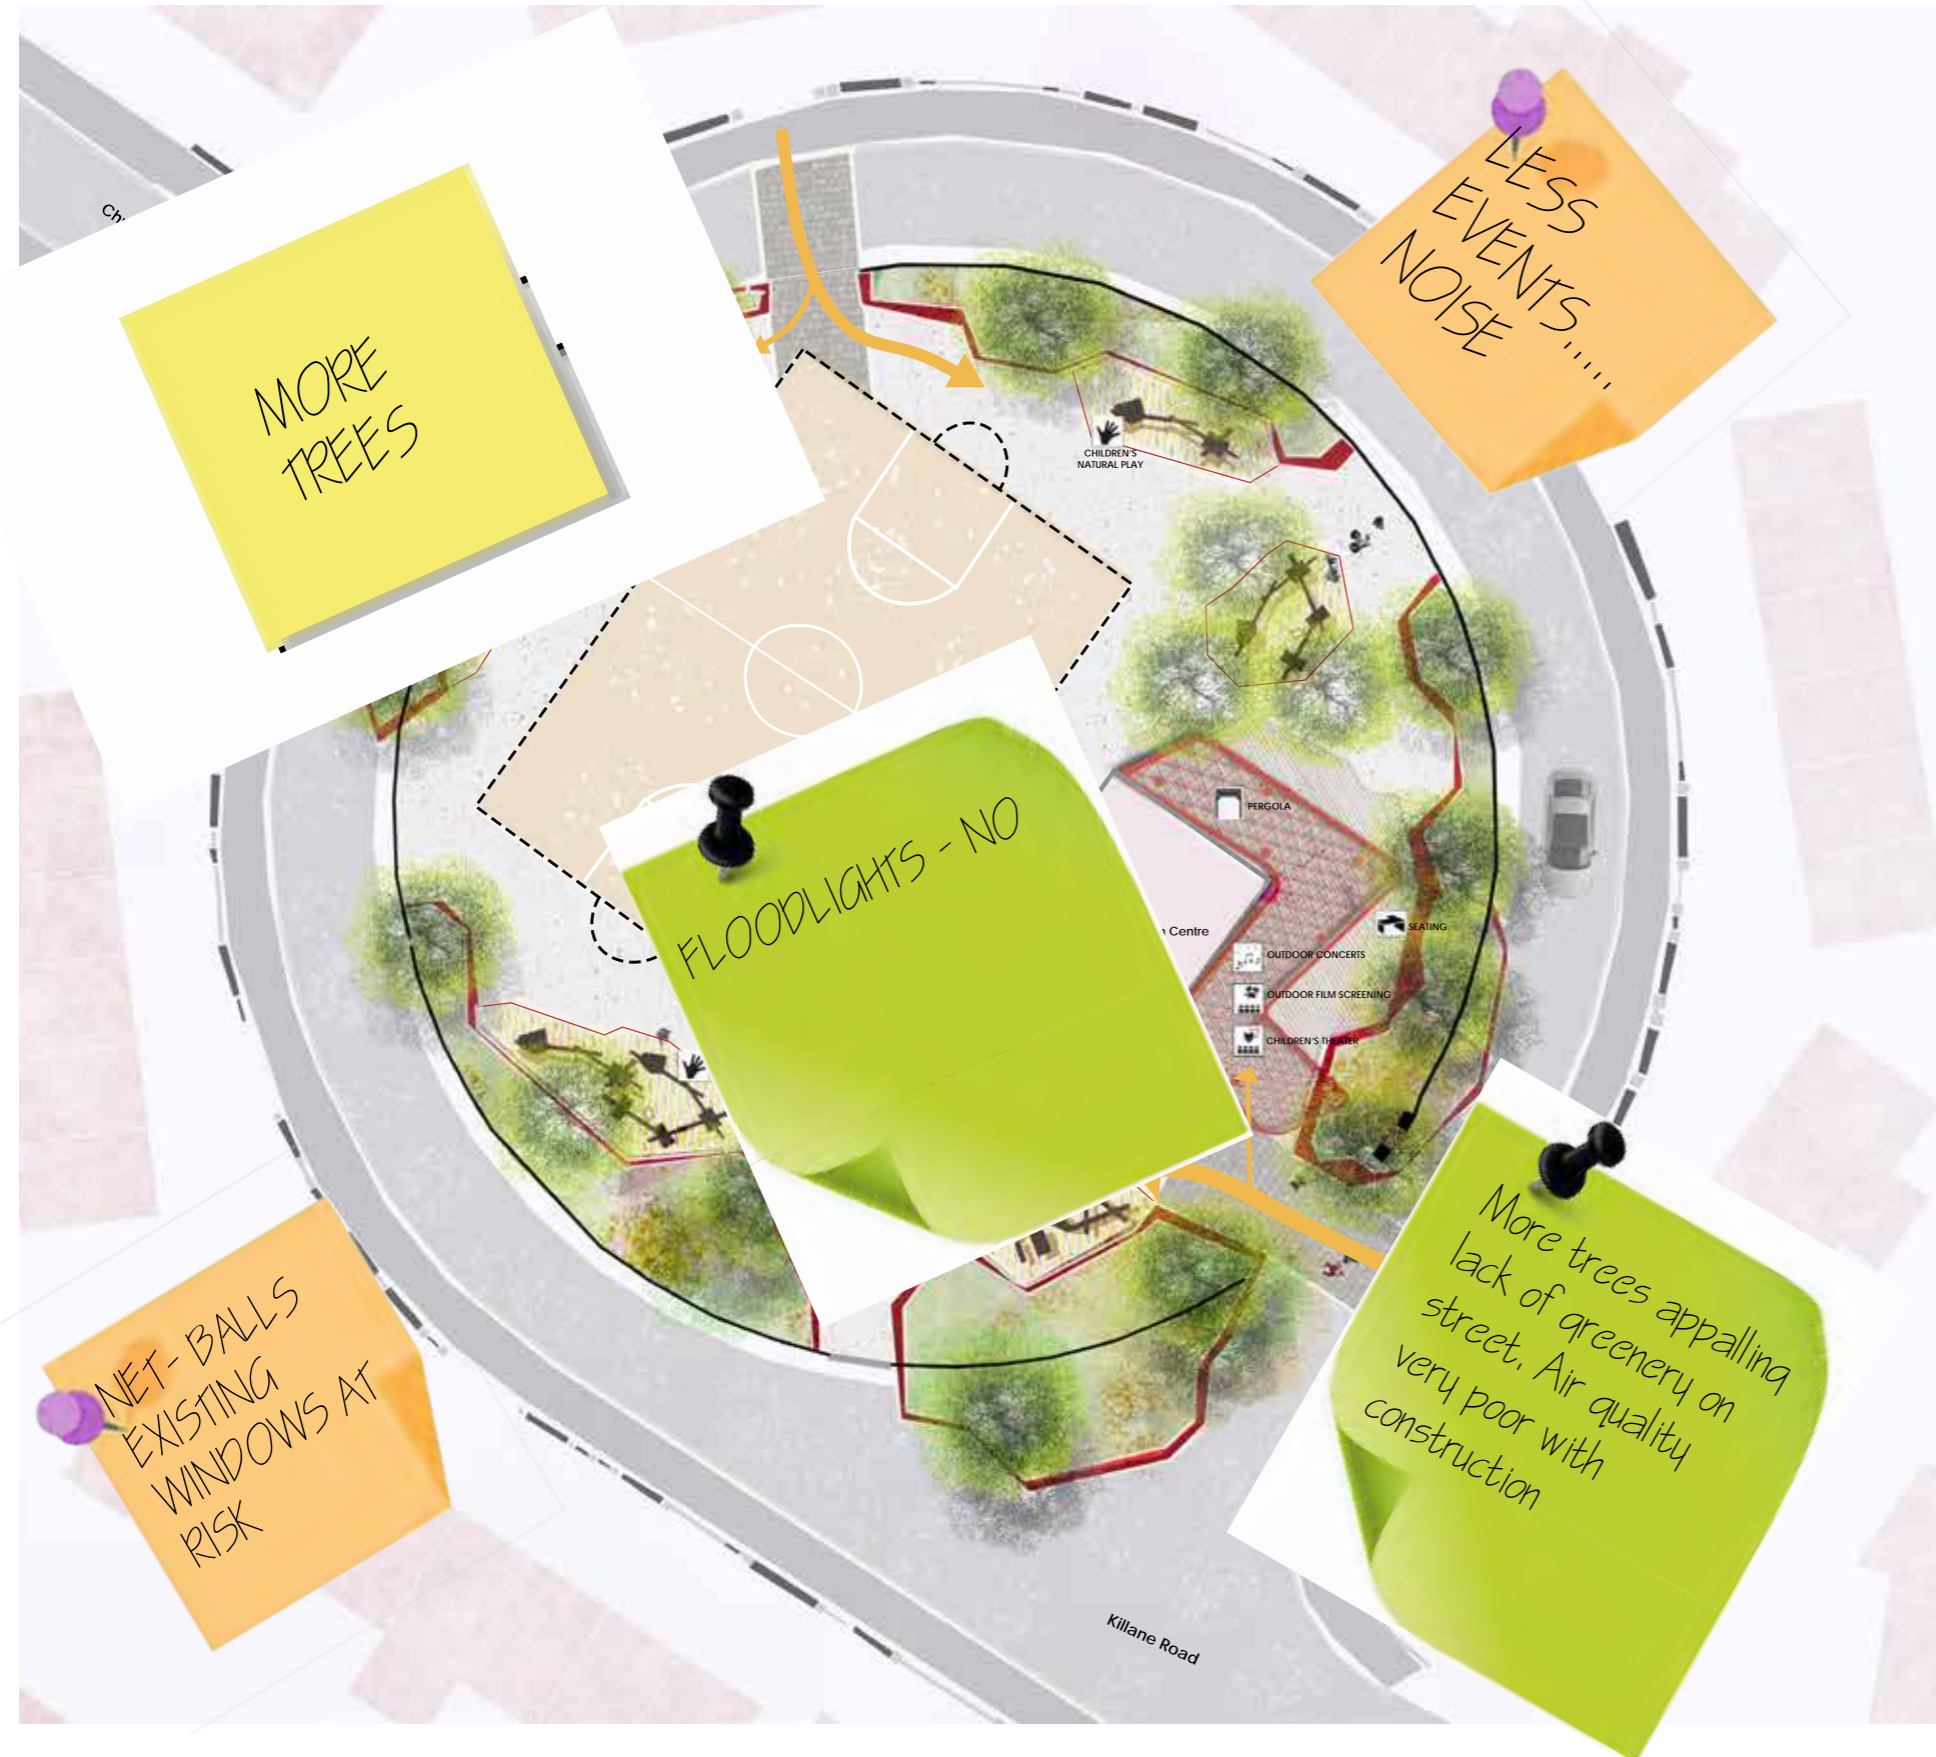 MORE
TREES
LESS
EVENTS
NOISE .....
CHILDREN'S
NATURAL PLAY
FLOODLIGHTS - NO
PERGOLA
SEATING
Centre
OUTDOOR CONCERTS
OUTDOOR FILM SCREENING
CHILDREN'S THEATER
NET - BALLS
EXISTING
WINDOWS AT
RISK
More trees appalling
lack of greenery on
street. Air quality
very poor with
construction
Killane Road